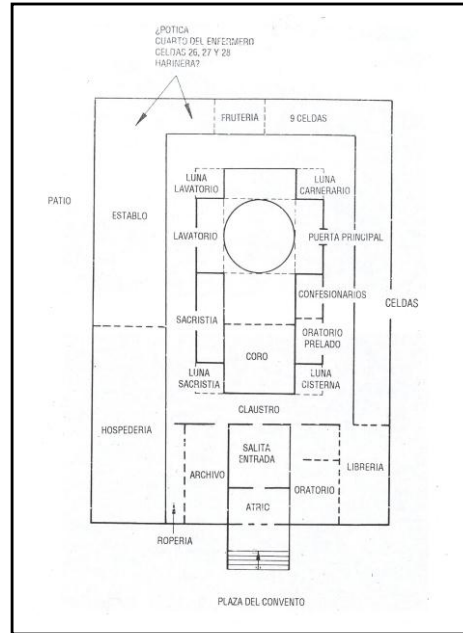 ¿POTICA
CUARTO DEL ENFERMERO
CELDAS 26, 27 Y 28
HARINERA?
FRUTERIA
9 CELDAS
LUNA
LAVATORIO
LUNA
CARNERARIO
PATIO
ESTABLO
LAVATORIO
PUERTA PRINCIPAL
CONFESIONARIOS
CELDAS
SACRISTIA
ORATORIO
PRELADO
CORO
LUNA
SACRISTIA
LUNA
CISTERNA
CLAUSTRO
HOSPEDERIA
SALITA
ENTRADA
ARCHIVO
LIBRERIA
ORATORIO
ATRIC
ROPERIA
PLAZA DEL CONVENTO